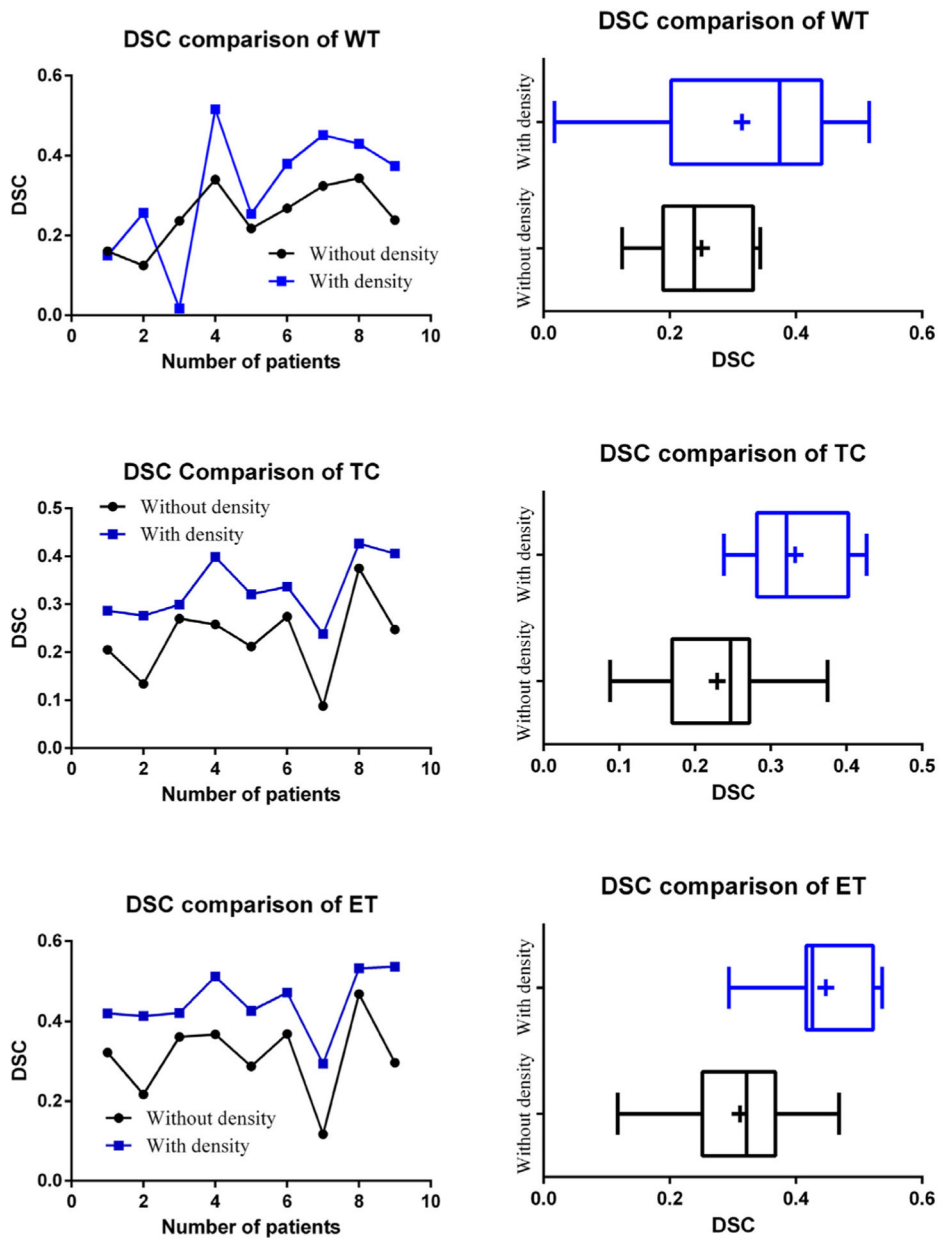 DSC comparison of WT
0.6
0.4
0.2
0.0
DSC
0
2
4
6
8
10
Number of patients
Without density
With density
DSC comparison of WT
With density
Without density
0.0
0.2
0.4
0.6
DSC
DSC Comparison of TC
Without density
With density
0.5
0.4
0.3
0.2
0.1
0.0
DSC
0
2
4
6
8
10
Number of patients
DSC comparison of TC
With density
Without density
0.0
0.1
0.2
0.3
0.4
0.5
DSC
DSC comparison of ET
0.6
0.4
0.2
0.0
DSC
Without density
With density
0
2
4
6
8
10
Number of patients
DSC comparison of ET
With density
Without density
0.0
0.2
0.4
0.6
DSC